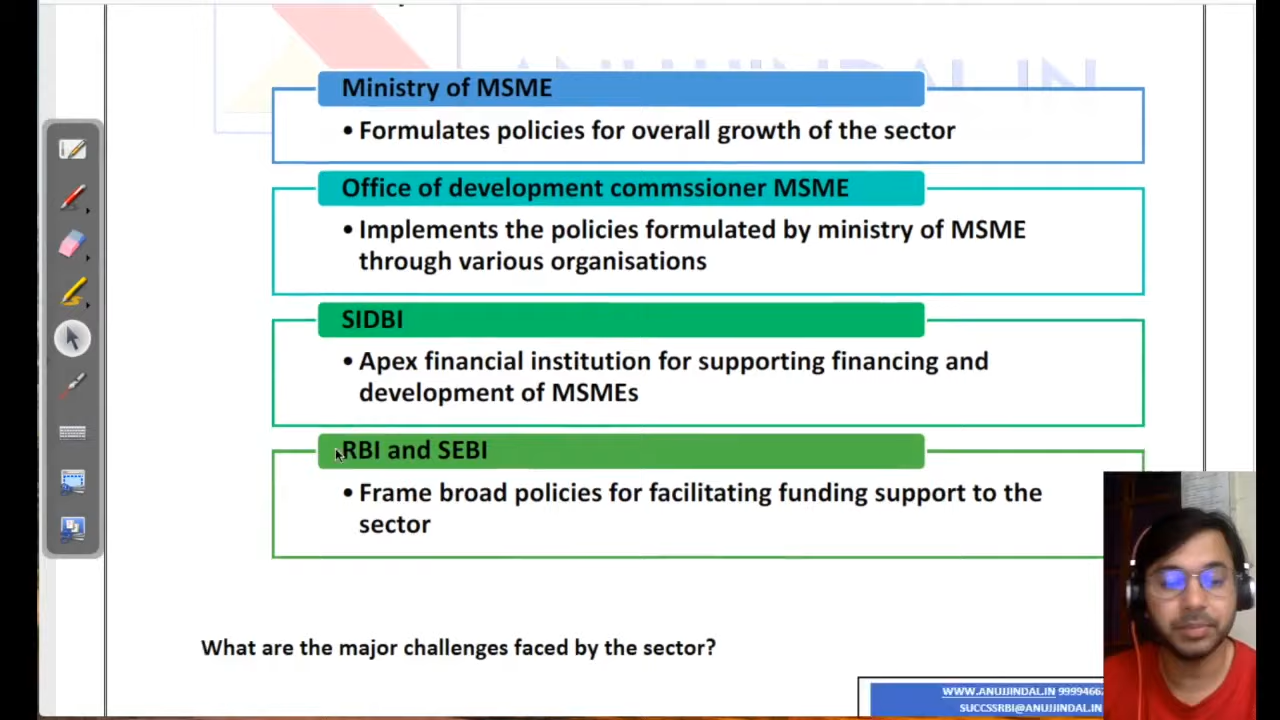 Ministry of MSME
• Formulates policies for overall growth of the sector
Office of development commssioner MSME
• Implements the policies formulated by ministry of MSME
through various organisations
SIDBI
• Apex financial institution for supporting financing and
development of MSMEs
RBI and SEBI
• Frame broad policies for facilitating funding support to the
sector
What are the major challenges faced by the sector?
WWW.ANUJJINDAL.IN 9999466
SUCCSSRBI@ANUJJINDAL.IN